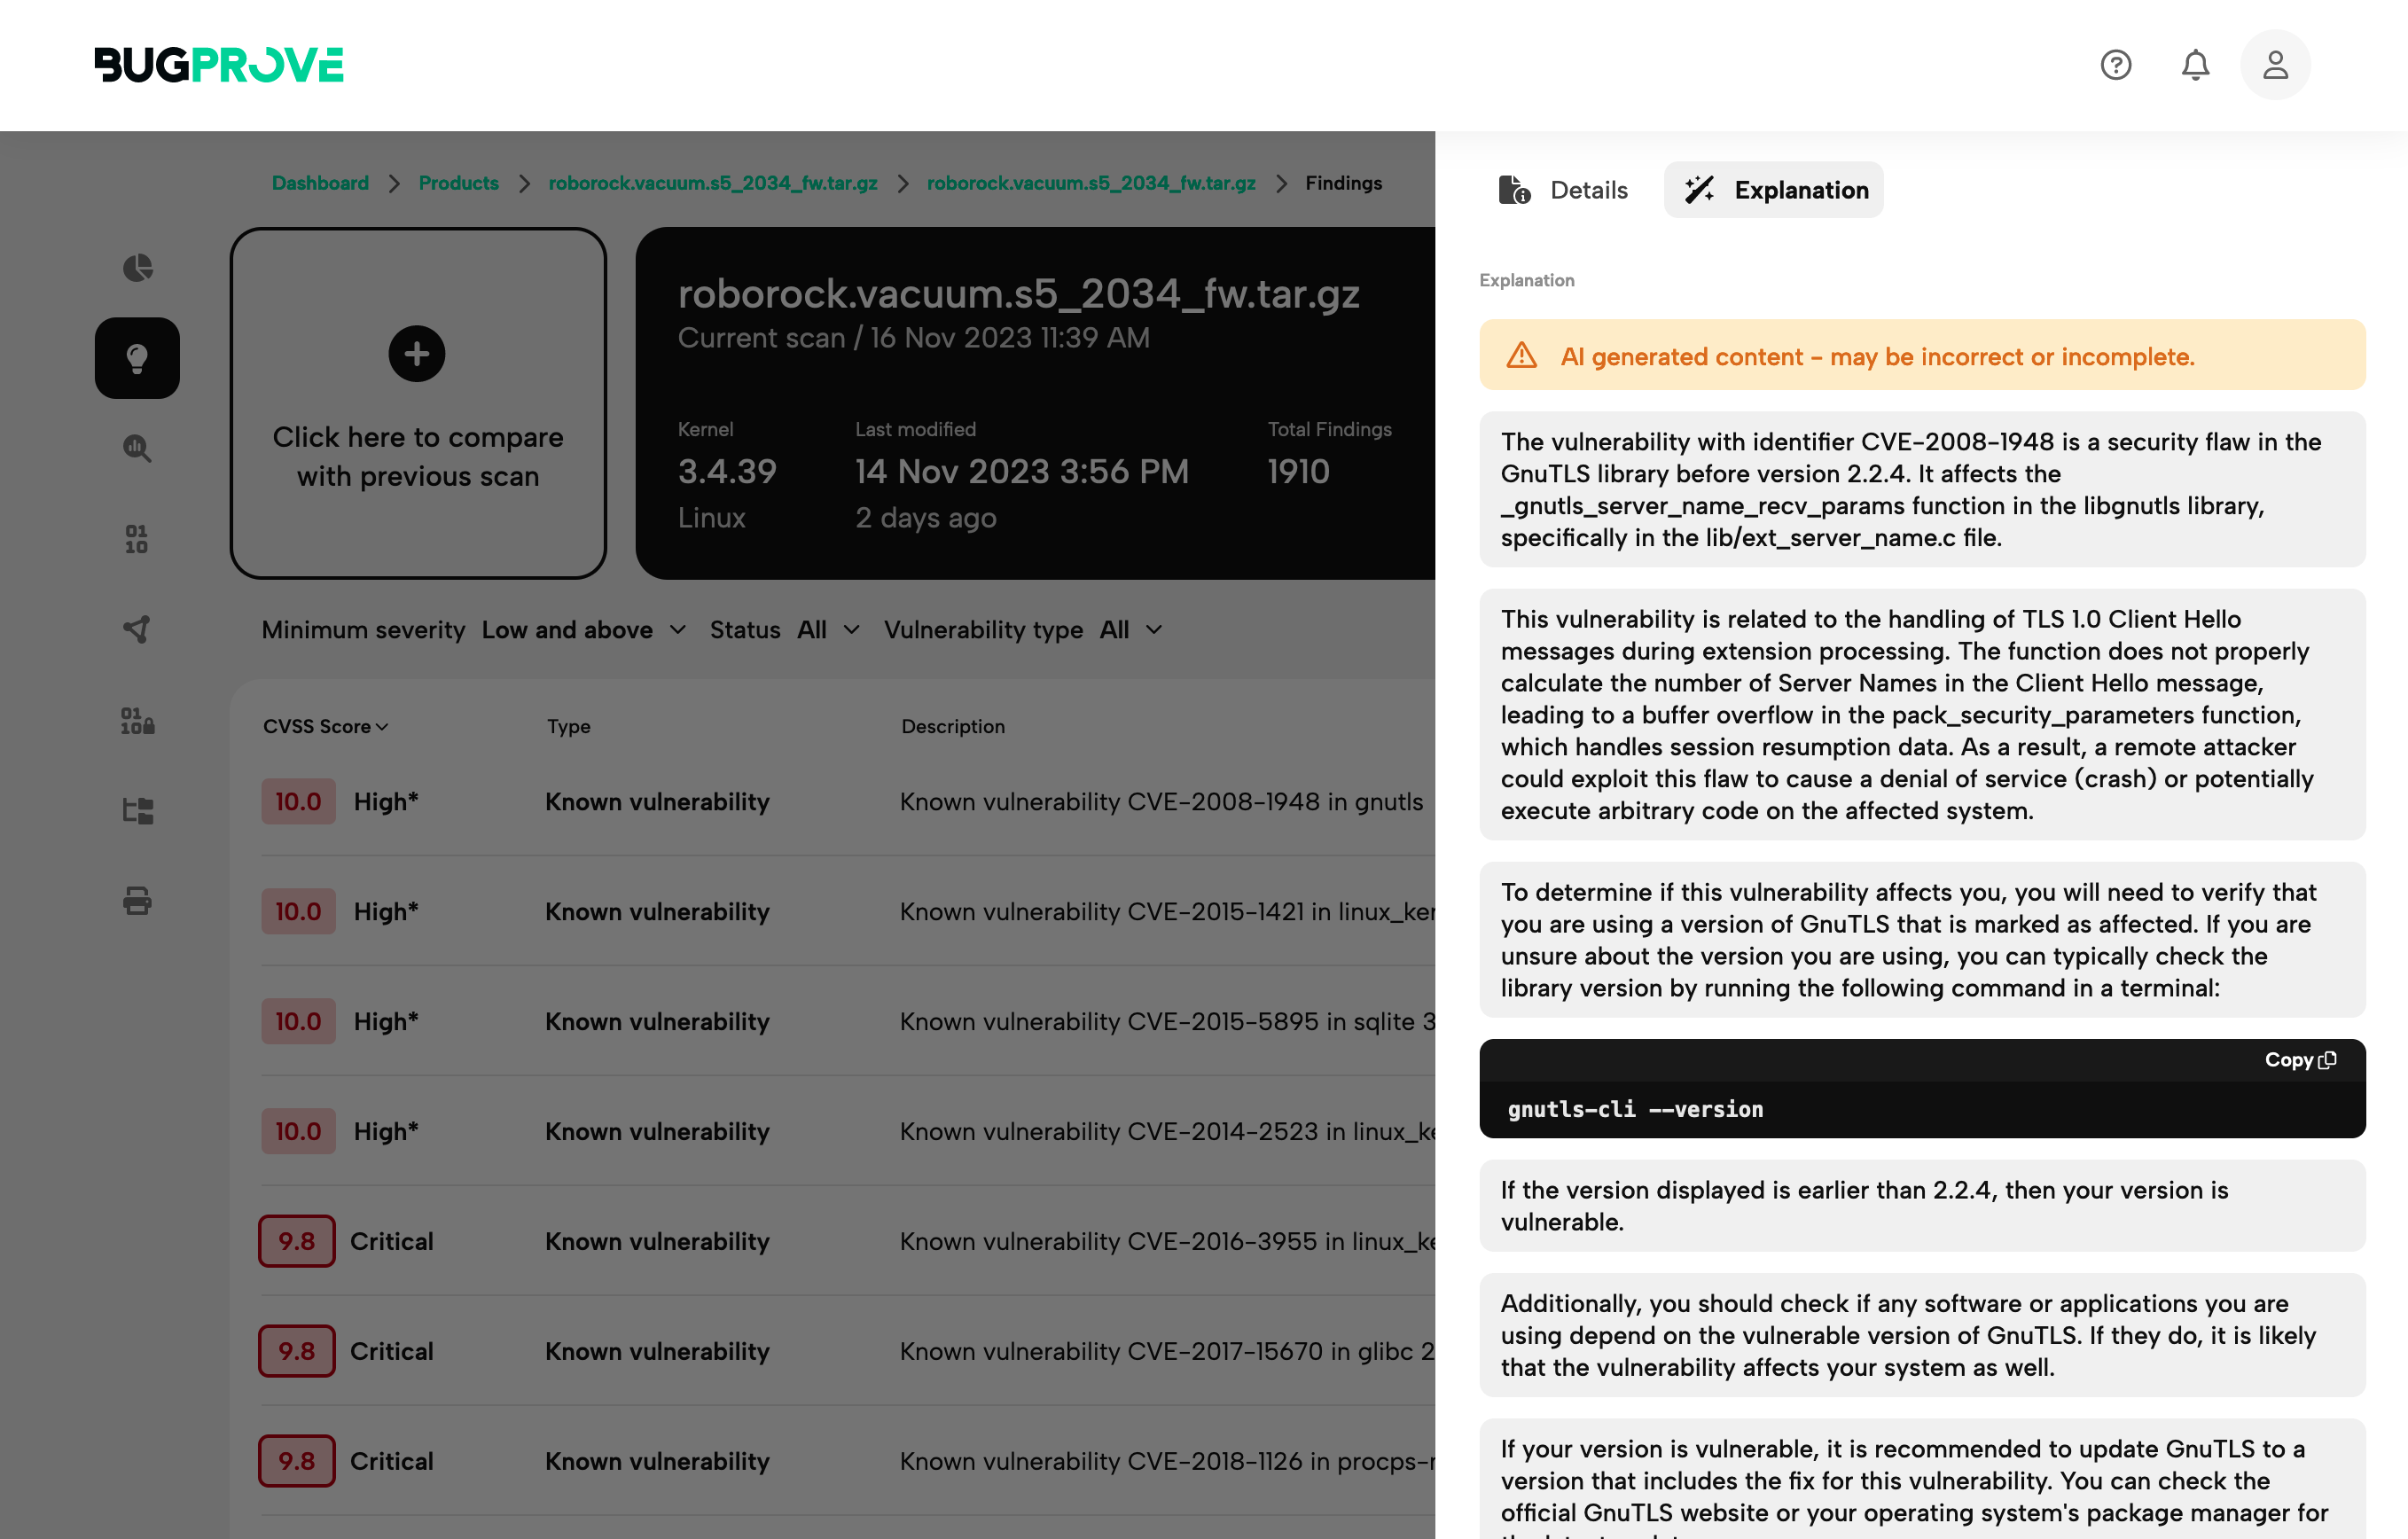 BUGPROVE
Dashboard > Products > roborock.vacuum.s5_2034_fw.tar.gz > roborock.vacuum.s5_2034_fw.tar.gz > Findings
Click here to compare
with previous scan
roborock.vacuum.s5_2034_fw.tar.gz
Current scan / 16 Nov 2023 11:39 AM
Kernel Last modified Total Findings
3.4.39 14 Nov 2023 3:56 PM 1910
Linux 2 days ago
Minimum severity Low and above Status All Vulnerability type All
CVSS Score Type Description
10.0 High* Known vulnerability Known vulnerability CVE-2008-1948 in gnutls
10.0 High* Known vulnerability Known vulnerability CVE-2015-1421 in linux_ker
10.0 High* Known vulnerability Known vulnerability CVE-2015-5895 in sqlite 3
10.0 High* Known vulnerability Known vulnerability CVE-2014-2523 in linux_ke
9.8 Critical Known vulnerability Known vulnerability CVE-2016-3955 in linux_ke
9.8 Critical Known vulnerability Known vulnerability CVE-2017-15670 in glibc 2
9.8 Critical Known vulnerability Known vulnerability CVE-2018-1126 in procps-
Details Explanation
Explanation
AI generated content - may be incorrect or incomplete.
The vulnerability with identifier CVE-2008-1948 is a security flaw in the
GnuTLS library before version 2.2.4. It affects the
_gnutls_server_name_recv_params function in the libgnutls library,
specifically in the lib/ext_server_name.c file.
This vulnerability is related to the handling of TLS 1.0 Client Hello
messages during extension processing. The function does not properly
calculate the number of Server Names in the Client Hello message,
leading to a buffer overflow in the pack_security_parameters function,
which handles session resumption data. As a result, a remote attacker
could exploit this flaw to cause a denial of service (crash) or potentially
execute arbitrary code on the affected system.
To determine if this vulnerability affects you, you will need to verify that
you are using a version of GnuTLS that is marked as affected. If you are
unsure about the version you are using, you can typically check the
library version by running the following command in a terminal:
Copy
gnutls-cli --version
If the version displayed is earlier than 2.2.4, then your version is
vulnerable.
Additionally, you should check if any software or applications you are
using depend on the vulnerable version of GnuTLS. If they do, it is likely
that the vulnerability affects your system as well.
If your version is vulnerable, it is recommended to update GnuTLS to a
version that includes the fix for this vulnerability. You can check the
official GnuTLS website or your operating system's package manager for